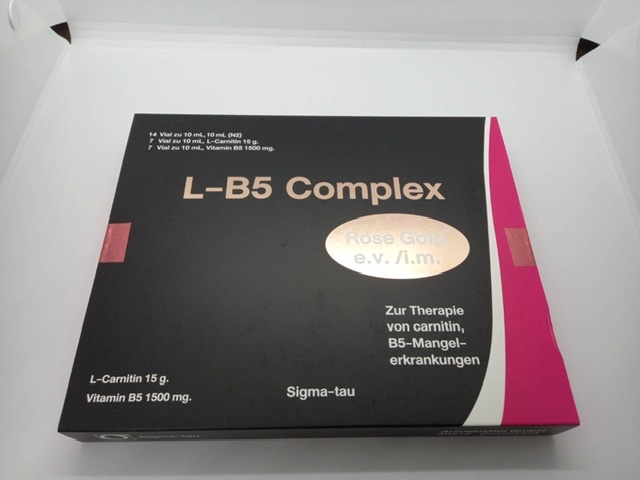 14 Vial zu 10 mL, 10 mL (N2)
7 Vial zu 10 mL, L-Carnitin 15 g.
7 Vial zu 10 mL, Vitamin B5 1500 mg.
L-B5 Complex
Rose Gold
e.v. /i.m.
Zur Therapie
von carnitin,
B5-Mangel-
erkrankungen
L-Carnitin 15 g.
Vitamin B5 1500 mg.
Sigma-tau
Sigma-tau